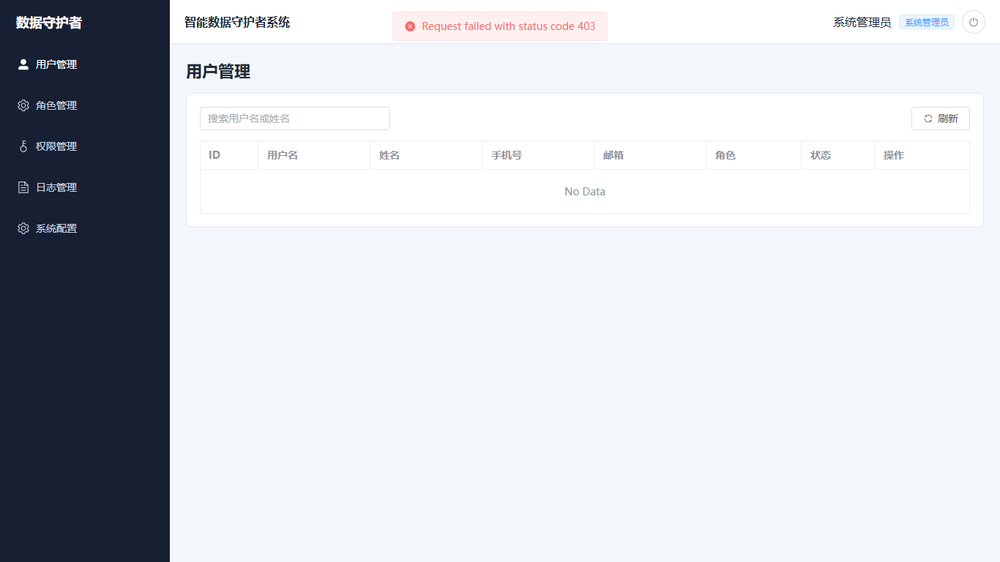 数据守护者
用户管理
角色管理
权限管理
日志管理
系统配置
智能数据守护者系统
Request failed with status code 403
系统管理员
系统管理员
用户管理
搜索用户名或姓名
刷新
ID 用户名 姓名 手机号 邮箱 角色 状态 操作
No Data